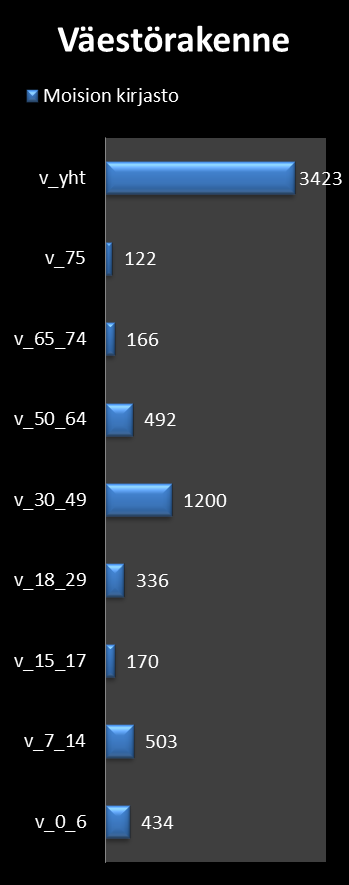 Väestörakenne
Moision kirjasto
v_yht 3423
v_75 122
v_65_74 166
v_50_64 492
v_30_49 1200
v_18_29 336
v_15_17 170
v_7_14 503
v_0_6 434